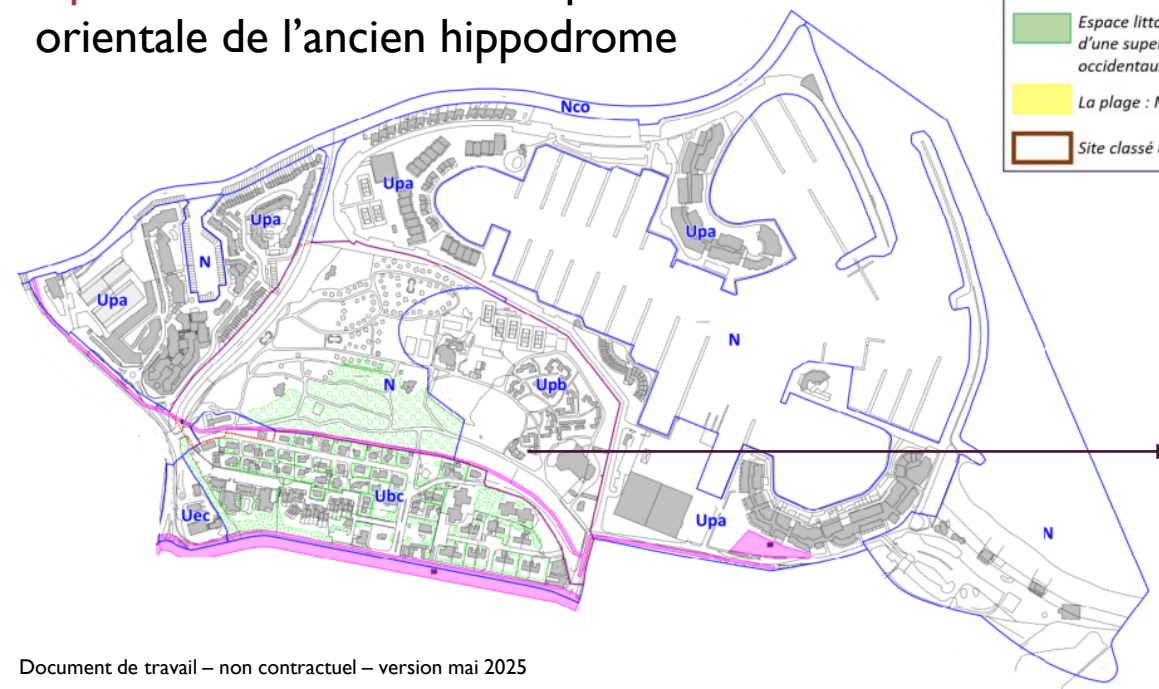 orientale de l’ancien hippodrome
Espace litto
d'une super
occidentau
La plage : N
Site classé
Nco
Upa
Upa
Upa
N
Upa
N
N
Upb
Ubc
Uec
Upa
N
Document de travail – non contractuel – version mai 2025